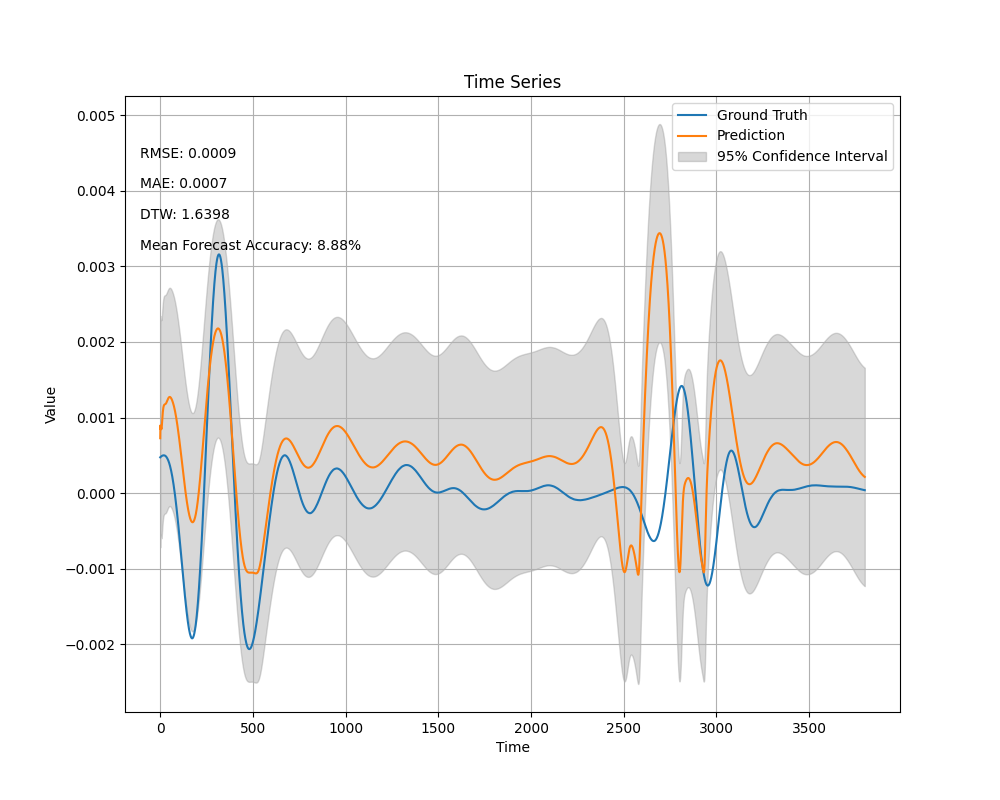 Time Series
Ground Truth
Prediction
95% Confidence Interval
RMSE: 0.0009
MAE: 0.0007
DTW: 1.6398
Mean Forecast Accuracy: 8.88%
Value
0.005
0.004
0.003
0.002
0.001
0.000
−0.001
−0.002
0 500 1000 1500 2000 2500 3000 3500
Time